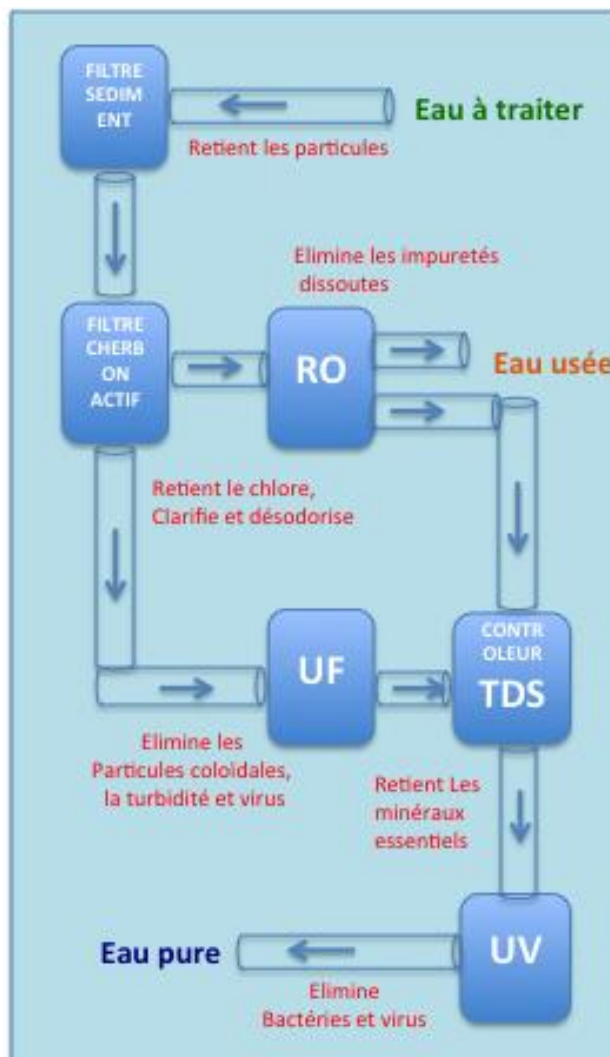 FILTRE
SEDIM
ENT
Eau à traiter
Retient les particules
Elimine les impuretés
dissoutes
FILTRE
CHERB
ON
ACTIF
RO
Eau usée
Retient le chlore,
Clarifie et désodorise
UF
CONTR
OLEUR
TDS
Elimine les
Particules coloidales,
la turbidité et virus
Retient Les
minéraux
essentiels
Eau pure
UV
Elimine
Bactéries et virus